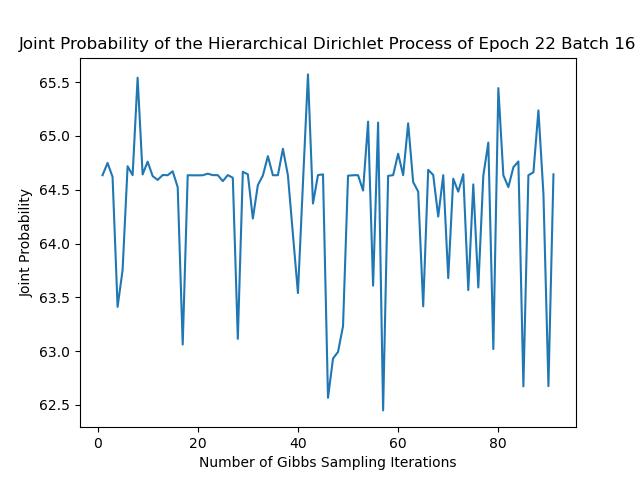 Joint Probability of the Hierarchical Dirichlet Process of Epoch 22 Batch 16
65.5
65.0
64.5
64.0
63.5
63.0
62.5
Joint Probability
0 20 40 60 80
Number of Gibbs Sampling Iterations